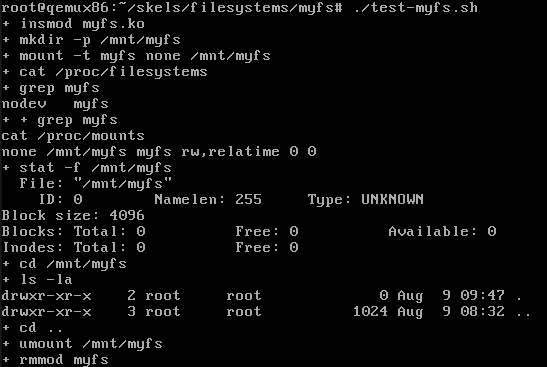 root@qemux86:~/skels/filesystems/myfs# ./test-myfs.sh
+ insmod myfs.ko
+ mkdir -p /mnt/myfs
+ mount -t myfs none /mnt/myfs
+ cat /proc/filesystems
+ grep myfs
nodev   myfs
+ + grep myfs
cat /proc/mounts
none /mnt/myfs myfs rw,relatime 0 0
+ stat -f /mnt/myfs
  File: "/mnt/myfs"
    ID: 0        Namelen: 255     Type: UNKNOWN
Block size: 4096
Blocks: Total: 0          Free: 0          Available: 0
Inodes: Total: 0          Free: 0
+ cd /mnt/myfs
+ ls -la
drwxr-xr-x    2 root     root             0 Aug  9 09:47 .
drwxr-xr-x    3 root     root          1024 Aug  9 08:32 ..
+ cd ..
+ umount /mnt/myfs
+ rmmod myfs